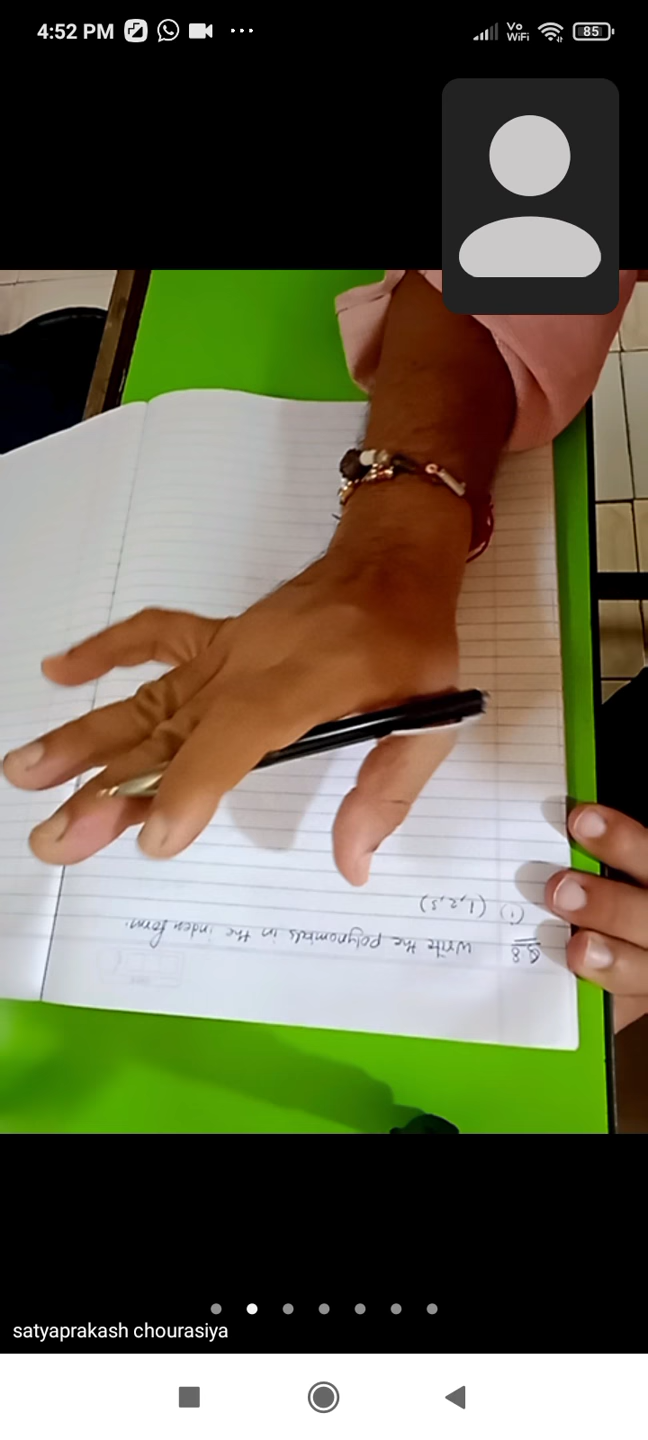 4:52 PM
Vo
WiFi
85
Q.8 Write the polynomials in the index form.
(i) (1,2,3)
satyaprakash chourasiya